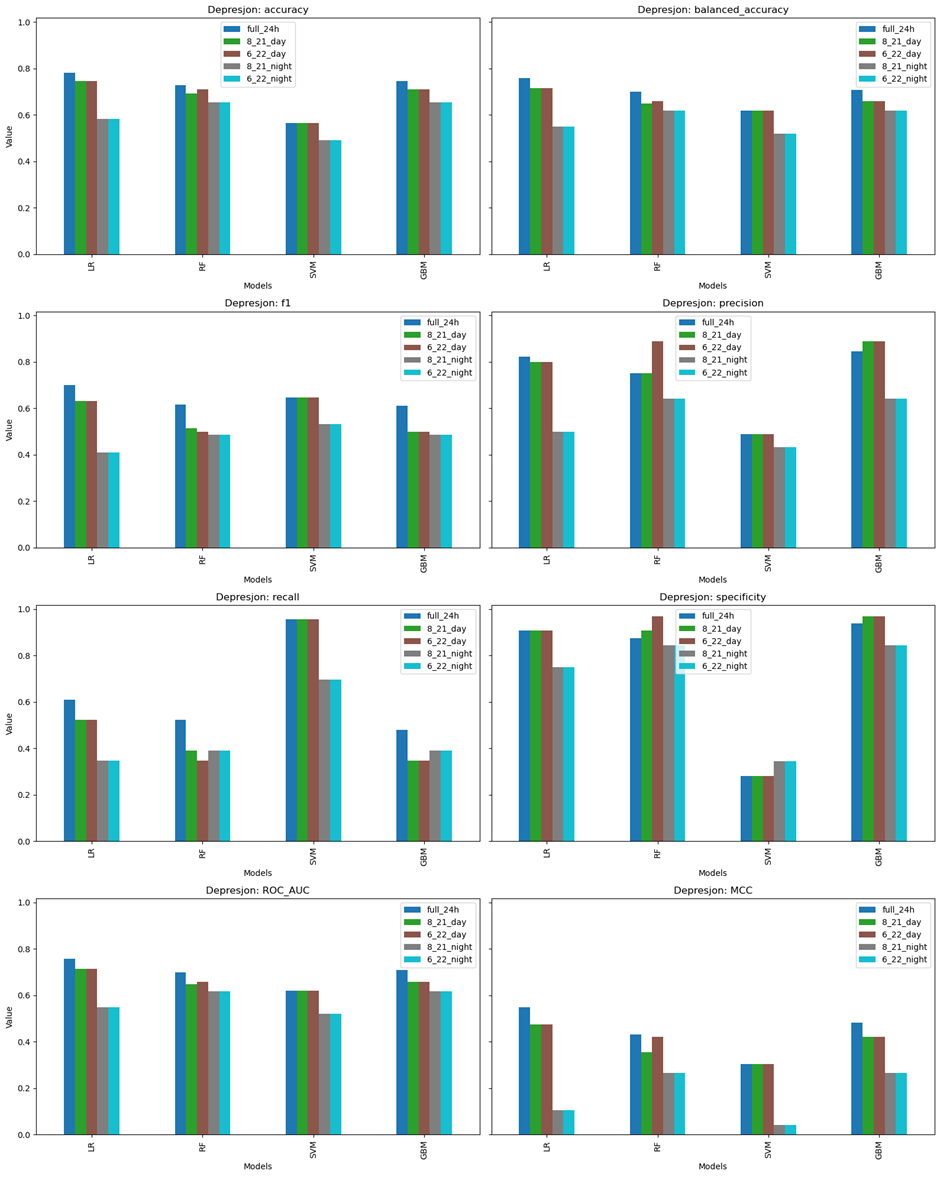 Depresjon: accuracy
1.0
0.8
0.6
0.4
0.2
0.0
Value
full_24h
8_21_day
6_22_day
8_21_night
6_22_night
LR
RF
SVM
GBM
Models
Depresjon: balanced_accuracy
full_24h
8_21_day
6_22_day
8_21_night
6_22_night
LR
RF
SVM
GBM
Models
Depresjon: f1
1.0
0.8
0.6
0.4
0.2
0.0
Value
full_24h
8_21_day
6_22_day
8_21_night
6_22_night
LR
RF
SVM
GBM
Models
Depresjon: precision
full_24h
8_21_day
6_22_day
8_21_night
6_22_night
LR
RF
SVM
GBM
Models
Depresjon: recall
1.0
0.8
0.6
0.4
0.2
0.0
Value
full_24h
8_21_day
6_22_day
8_21_night
6_22_night
LR
RF
SVM
GBM
Models
Depresjon: specificity
full_24h
8_21_day
6_22_day
8_21_night
6_22_night
LR
RF
SVM
GBM
Models
Depresjon: ROC_AUC
1.0
0.8
0.6
0.4
0.2
0.0
Value
full_24h
8_21_day
6_22_day
8_21_night
6_22_night
LR
RF
SVM
GBM
Models
Depresjon: MCC
full_24h
8_21_day
6_22_day
8_21_night
6_22_night
LR
RF
SVM
GBM
Models